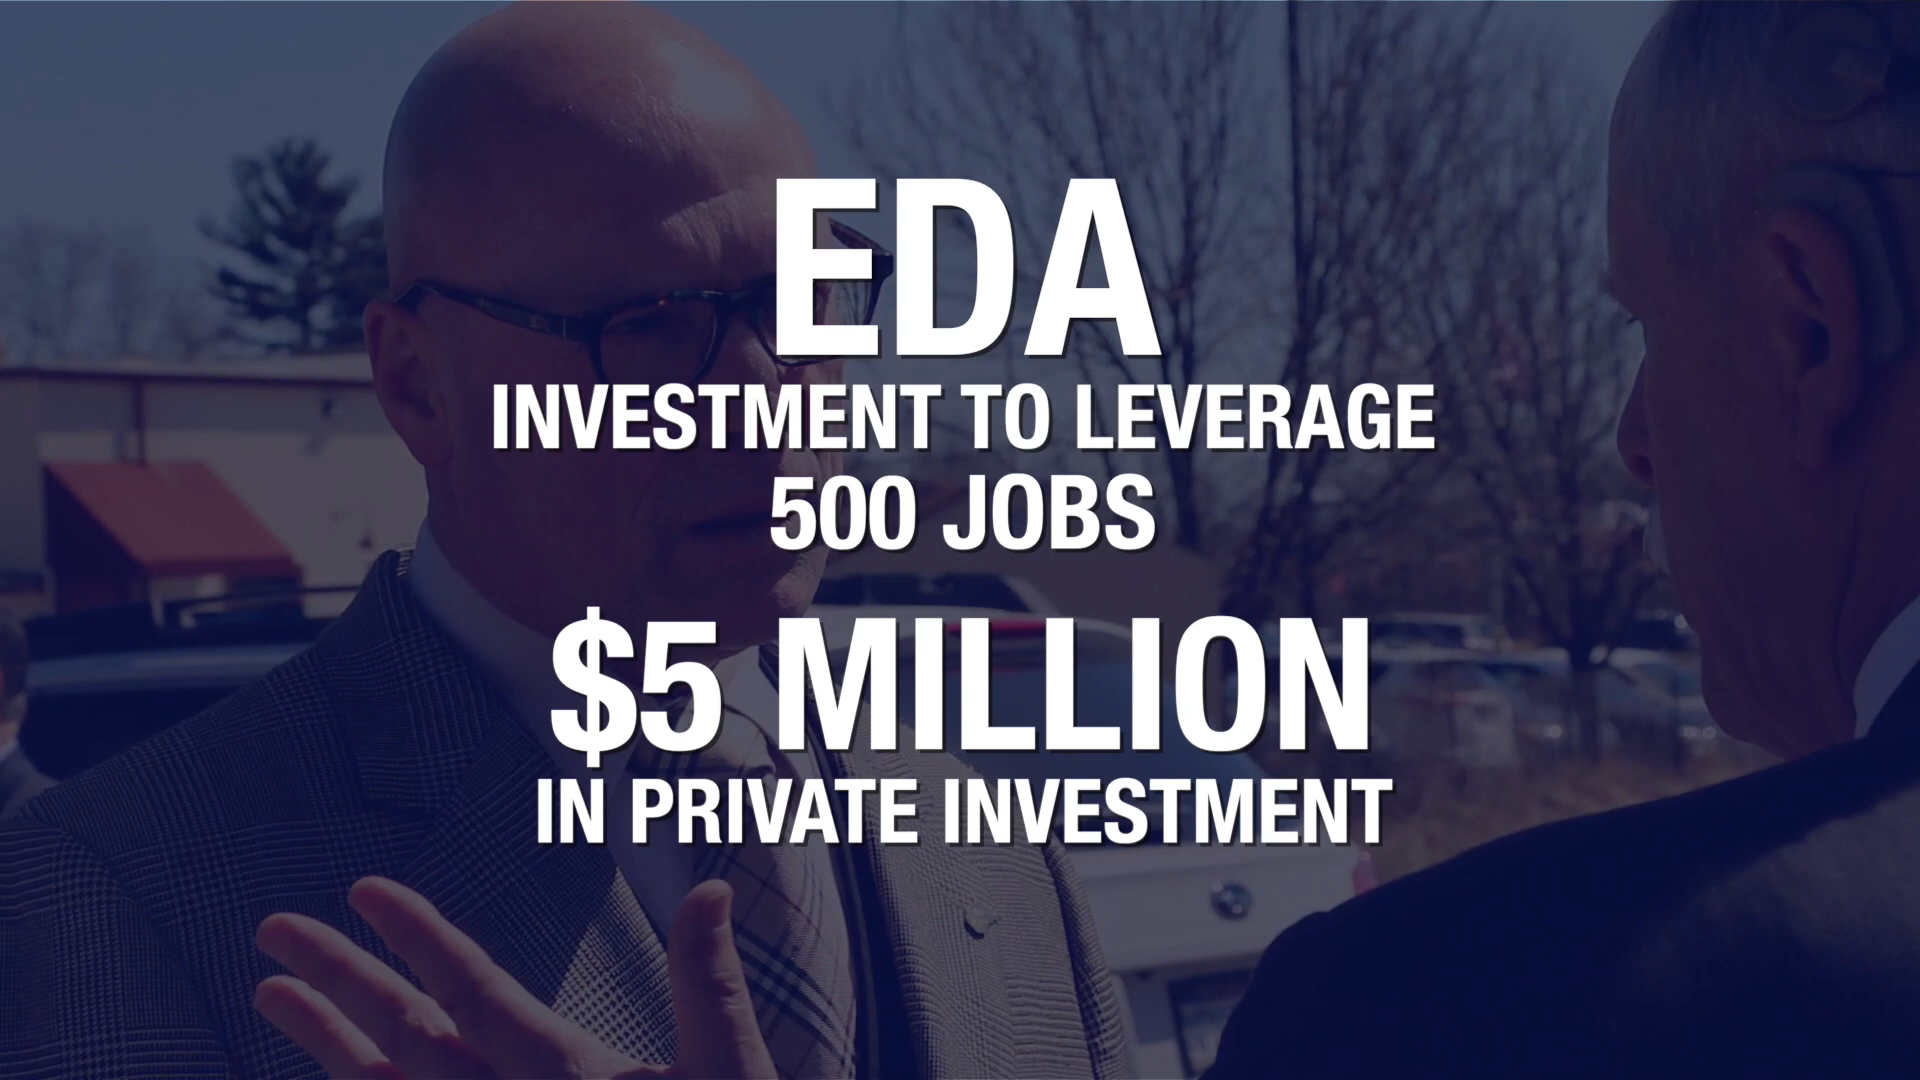 EDA
INVESTMENT TO LEVERAGE
500 JOBS
$5 MILLION
IN PRIVATE INVESTMENT